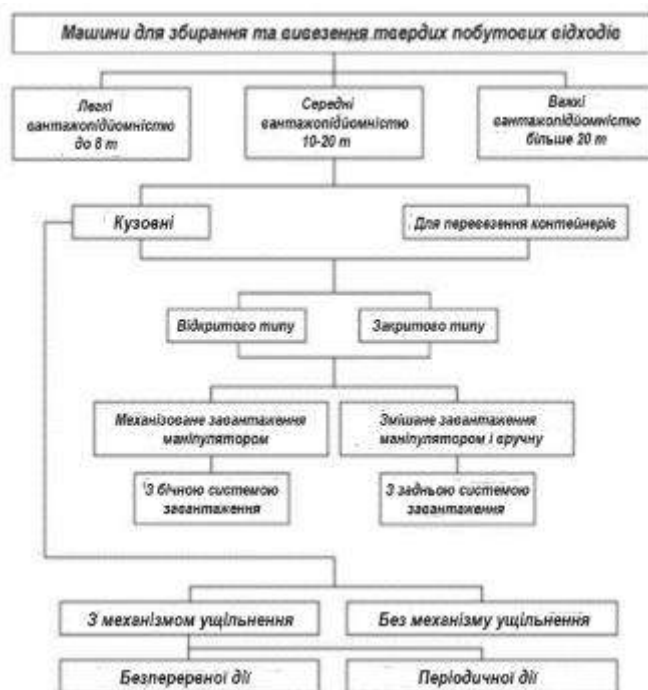 Машини для збирання та вивезення твердих побутових відходів
Легкі
вантажопідйомністю
до 8 т
Середні
вантажопідйомністю
10-20 т
Важкі
вантажопідйомністю
більше 20 т
Кузовні
Для перевезення контейнерів
Відкритого типу
Закритого типу
Механізоване завантаження
маніпулятором
Змішане завантаження
маніпулятором і вручну
З бічною системою
завантаження
З задньою системою
завантаження
З механізмом ущільнення
Без механізму ущільнення
Безперервної дії
Періодичної дії